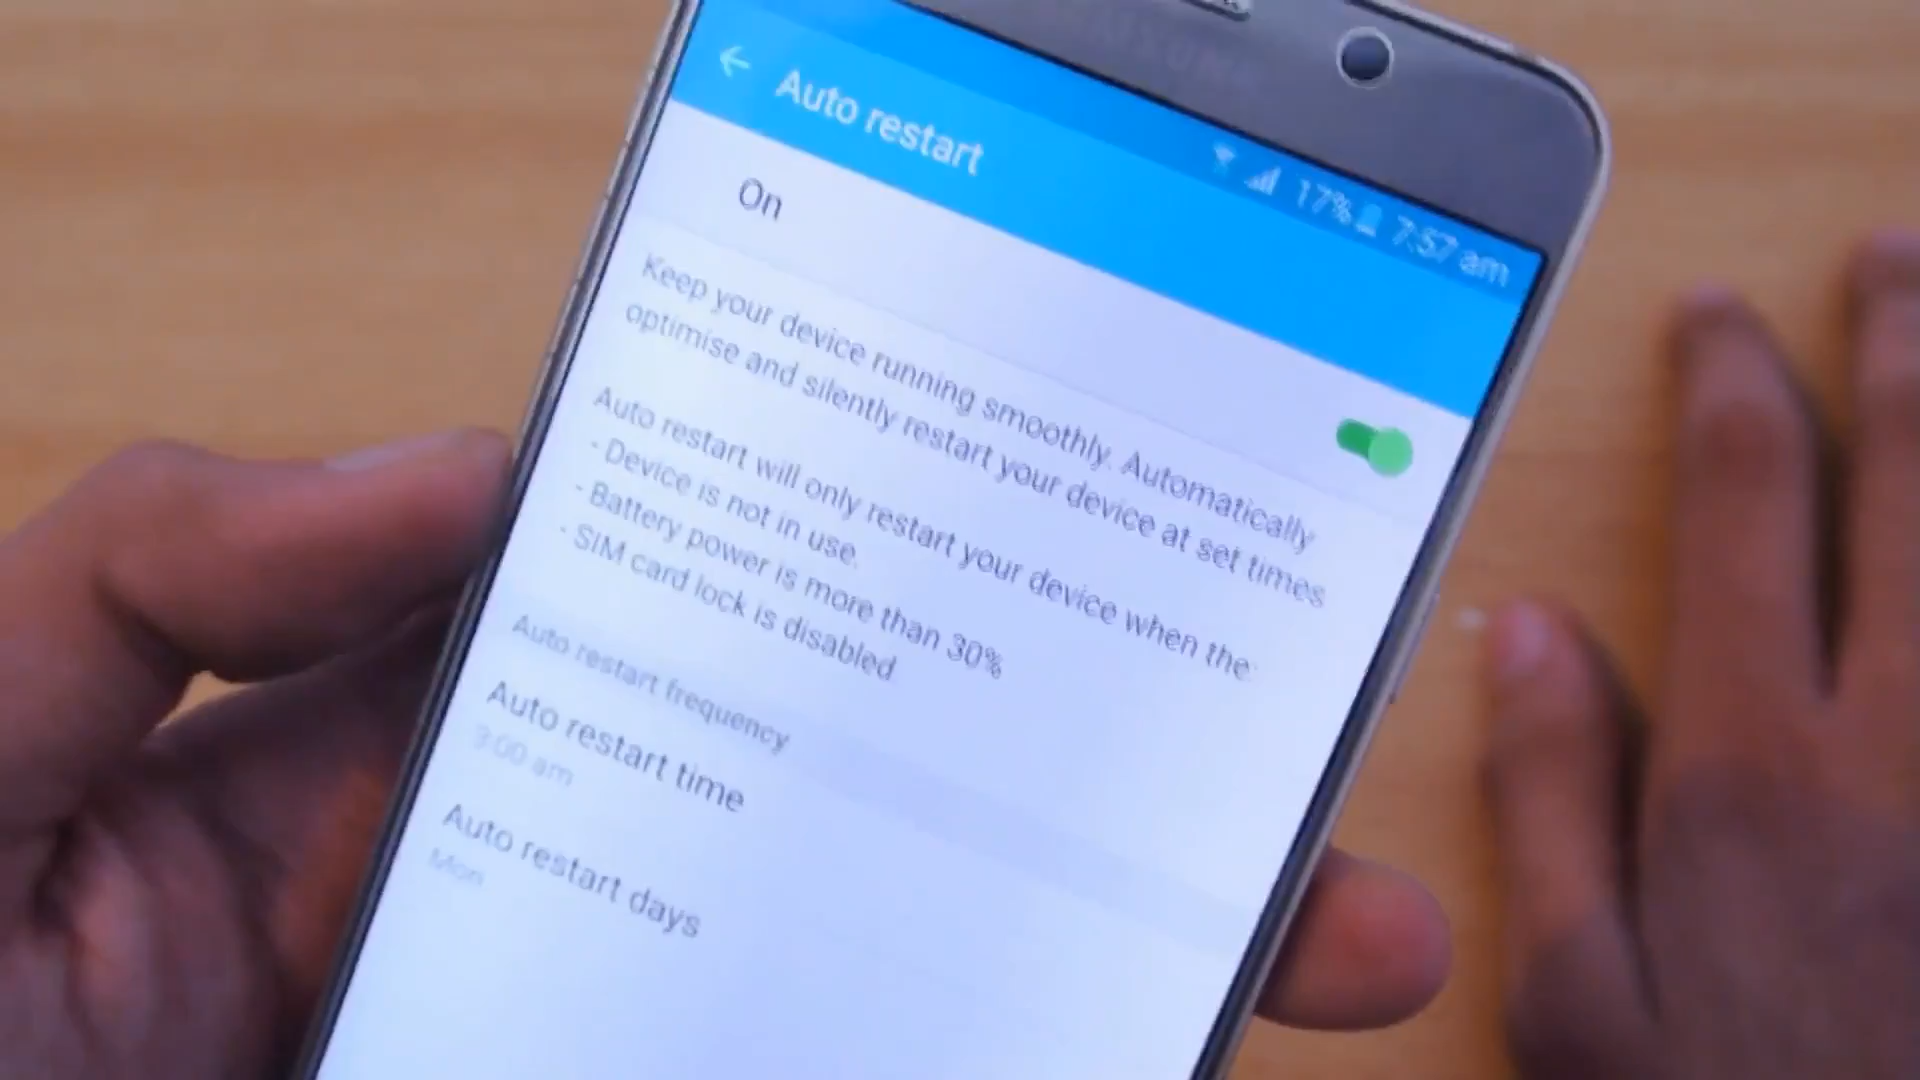 SAMSUNG
17% 7:57 am
Auto restart
On
Keep your device running smoothly. Automatically
optimise and silently restart your device at set times
Auto restart will only restart your device when the:
- Device is not in use.
- Battery power is more than 30%
- SIM card lock is disabled
Auto restart frequency
Auto restart time
3:00 am
Auto restart days
Mon